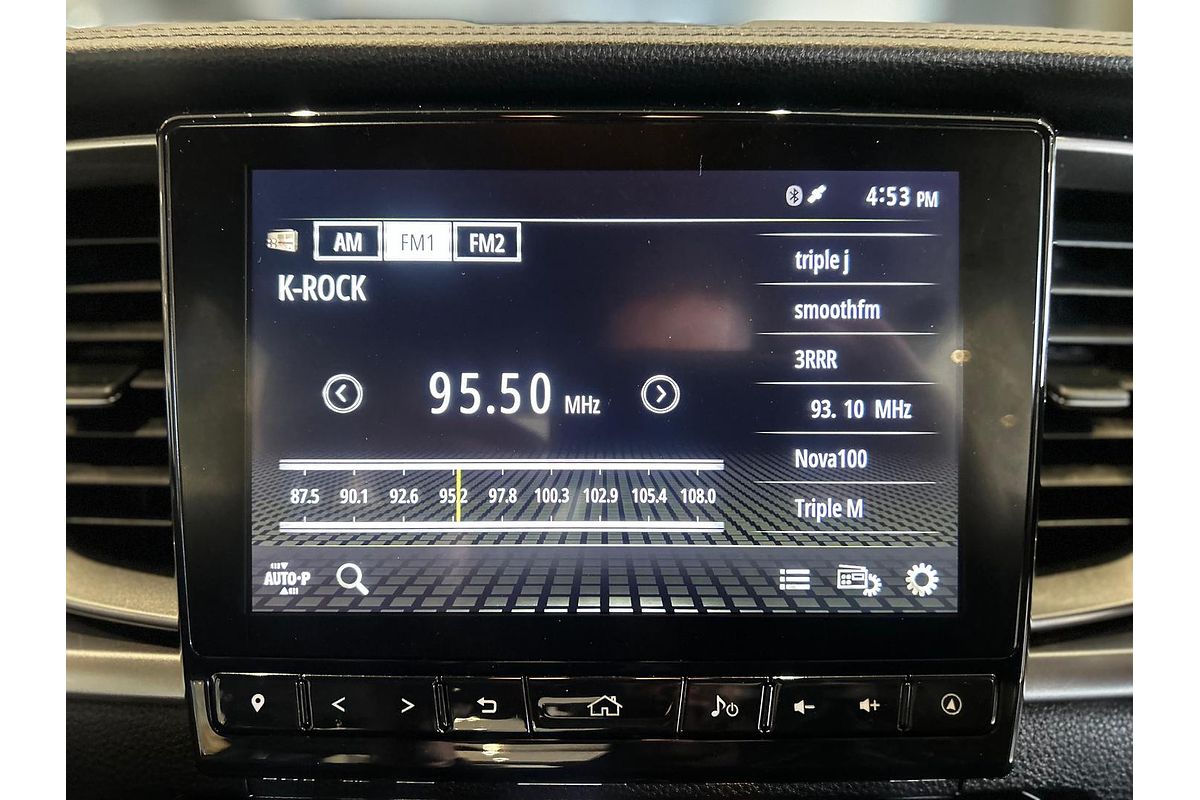 4:53 PM
AM FM1 FM2
K-ROCK
95.50 MHz
87.5 90.1 92.6 95.2 97.8 100.3 102.9 105.4 108.0
triple j
smoothfm
3RRR
93. 10 MHz
Nova100
Triple M
AUTO-P